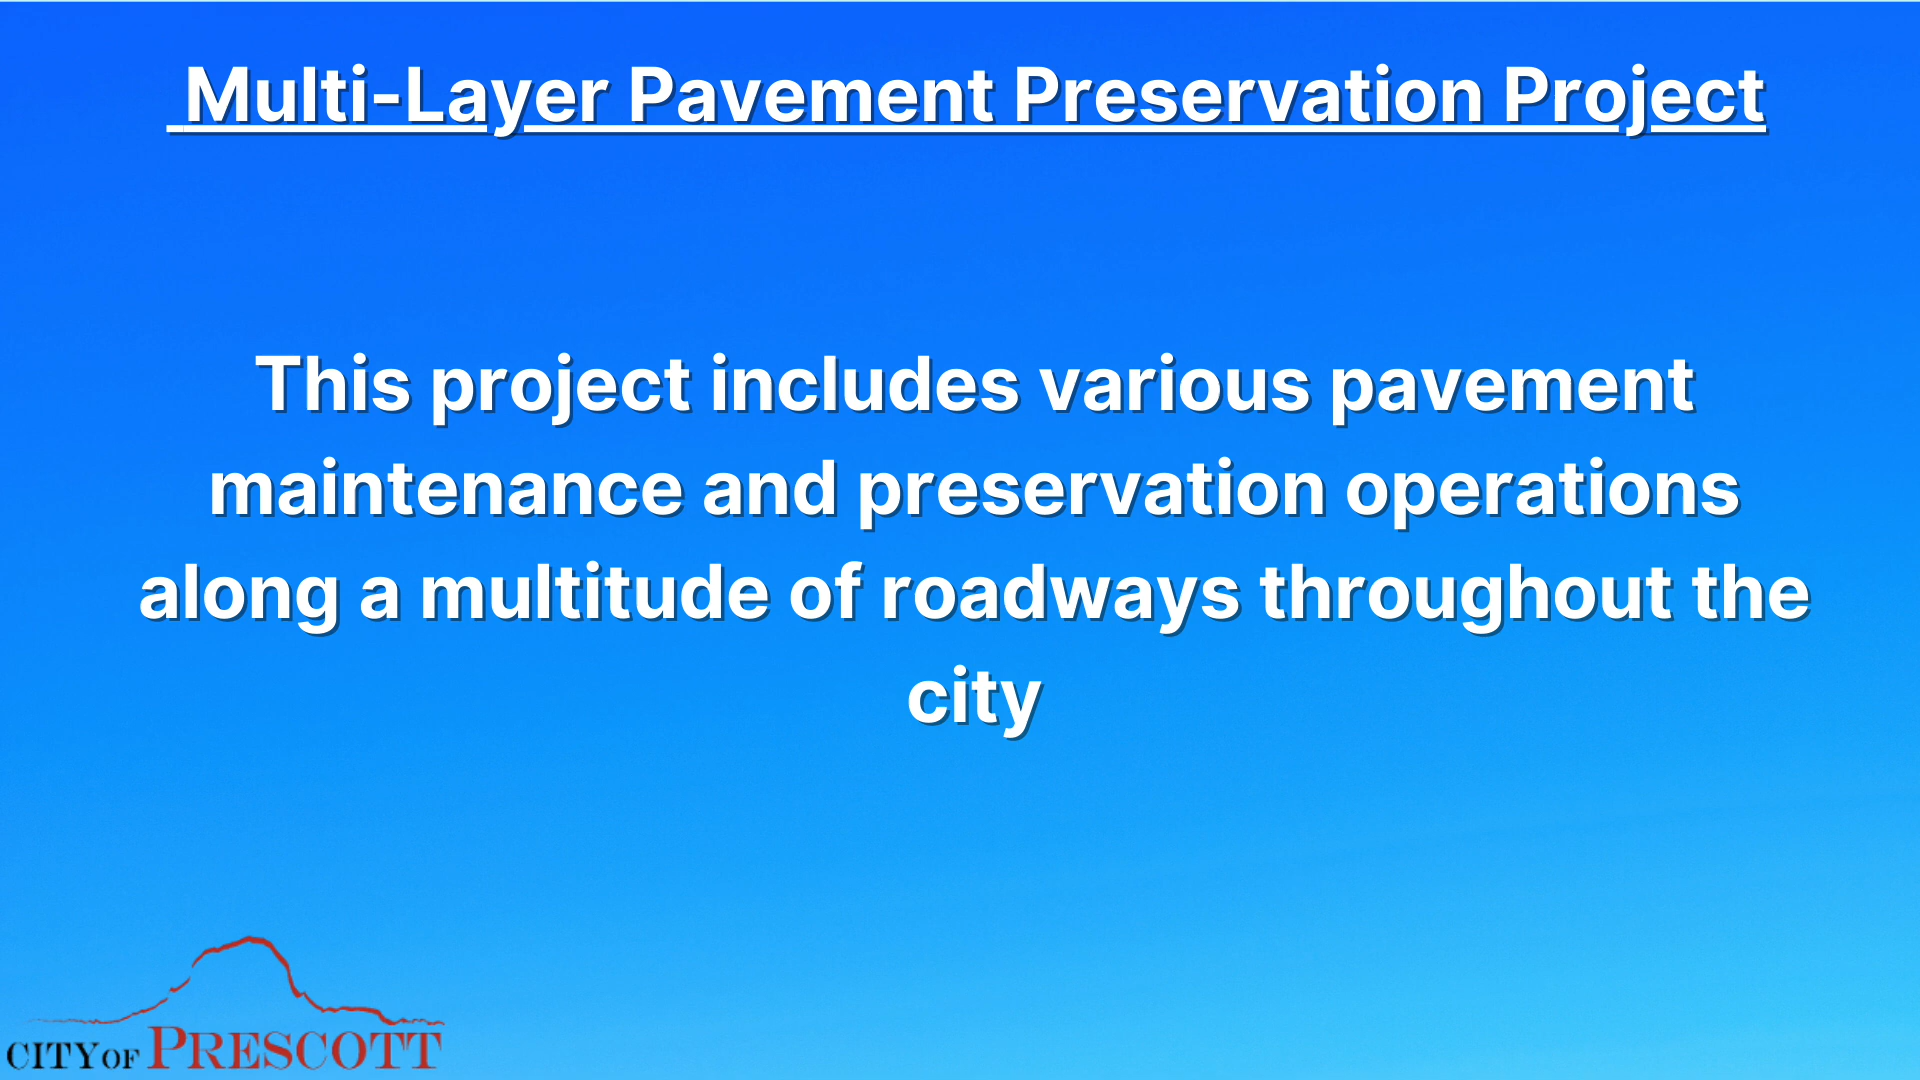 Multi-Layer Pavement Preservation Project
This project includes various pavement
maintenance and preservation operations
along a multitude of roadways throughout the
city
CITY OF PRESCOTT